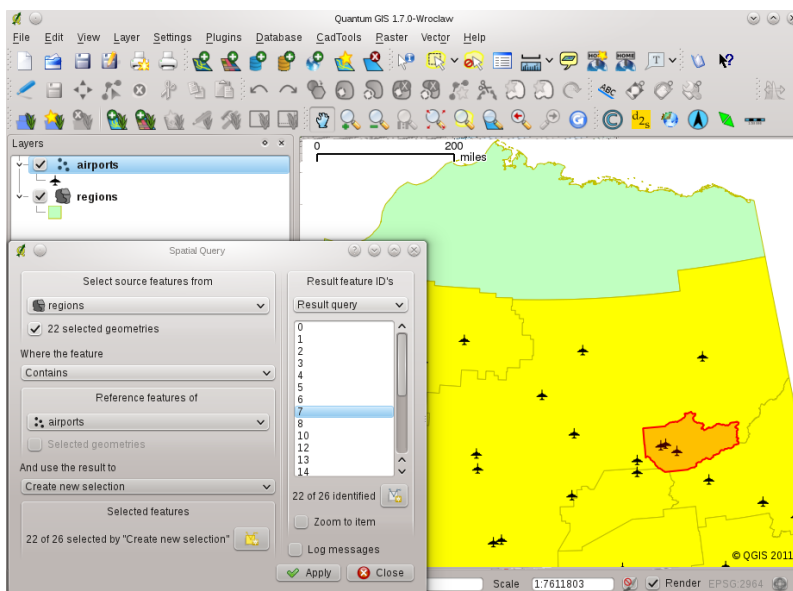 Quantum GIS 1.7.0-Wroclaw
File Edit View Layer Settings Plugins Database CadTools Raster Vector Help
Layers
airports
regions
0 200 miles
Spatial Query
Select source features from
regions
22 selected geometries
Where the feature
Contains
Reference features of
airports
Selected geometries
And use the result to
Create new selection
Selected features
22 of 26 selected by "Create new selection"
Result feature ID's
Result query
0
1
2
3
4
5
6
7
8
10
12
13
14
22 of 26 identified
Zoom to item
Log messages
Apply Close
© QGIS 2011
Scale 1:7611803 Render EPSG:2964